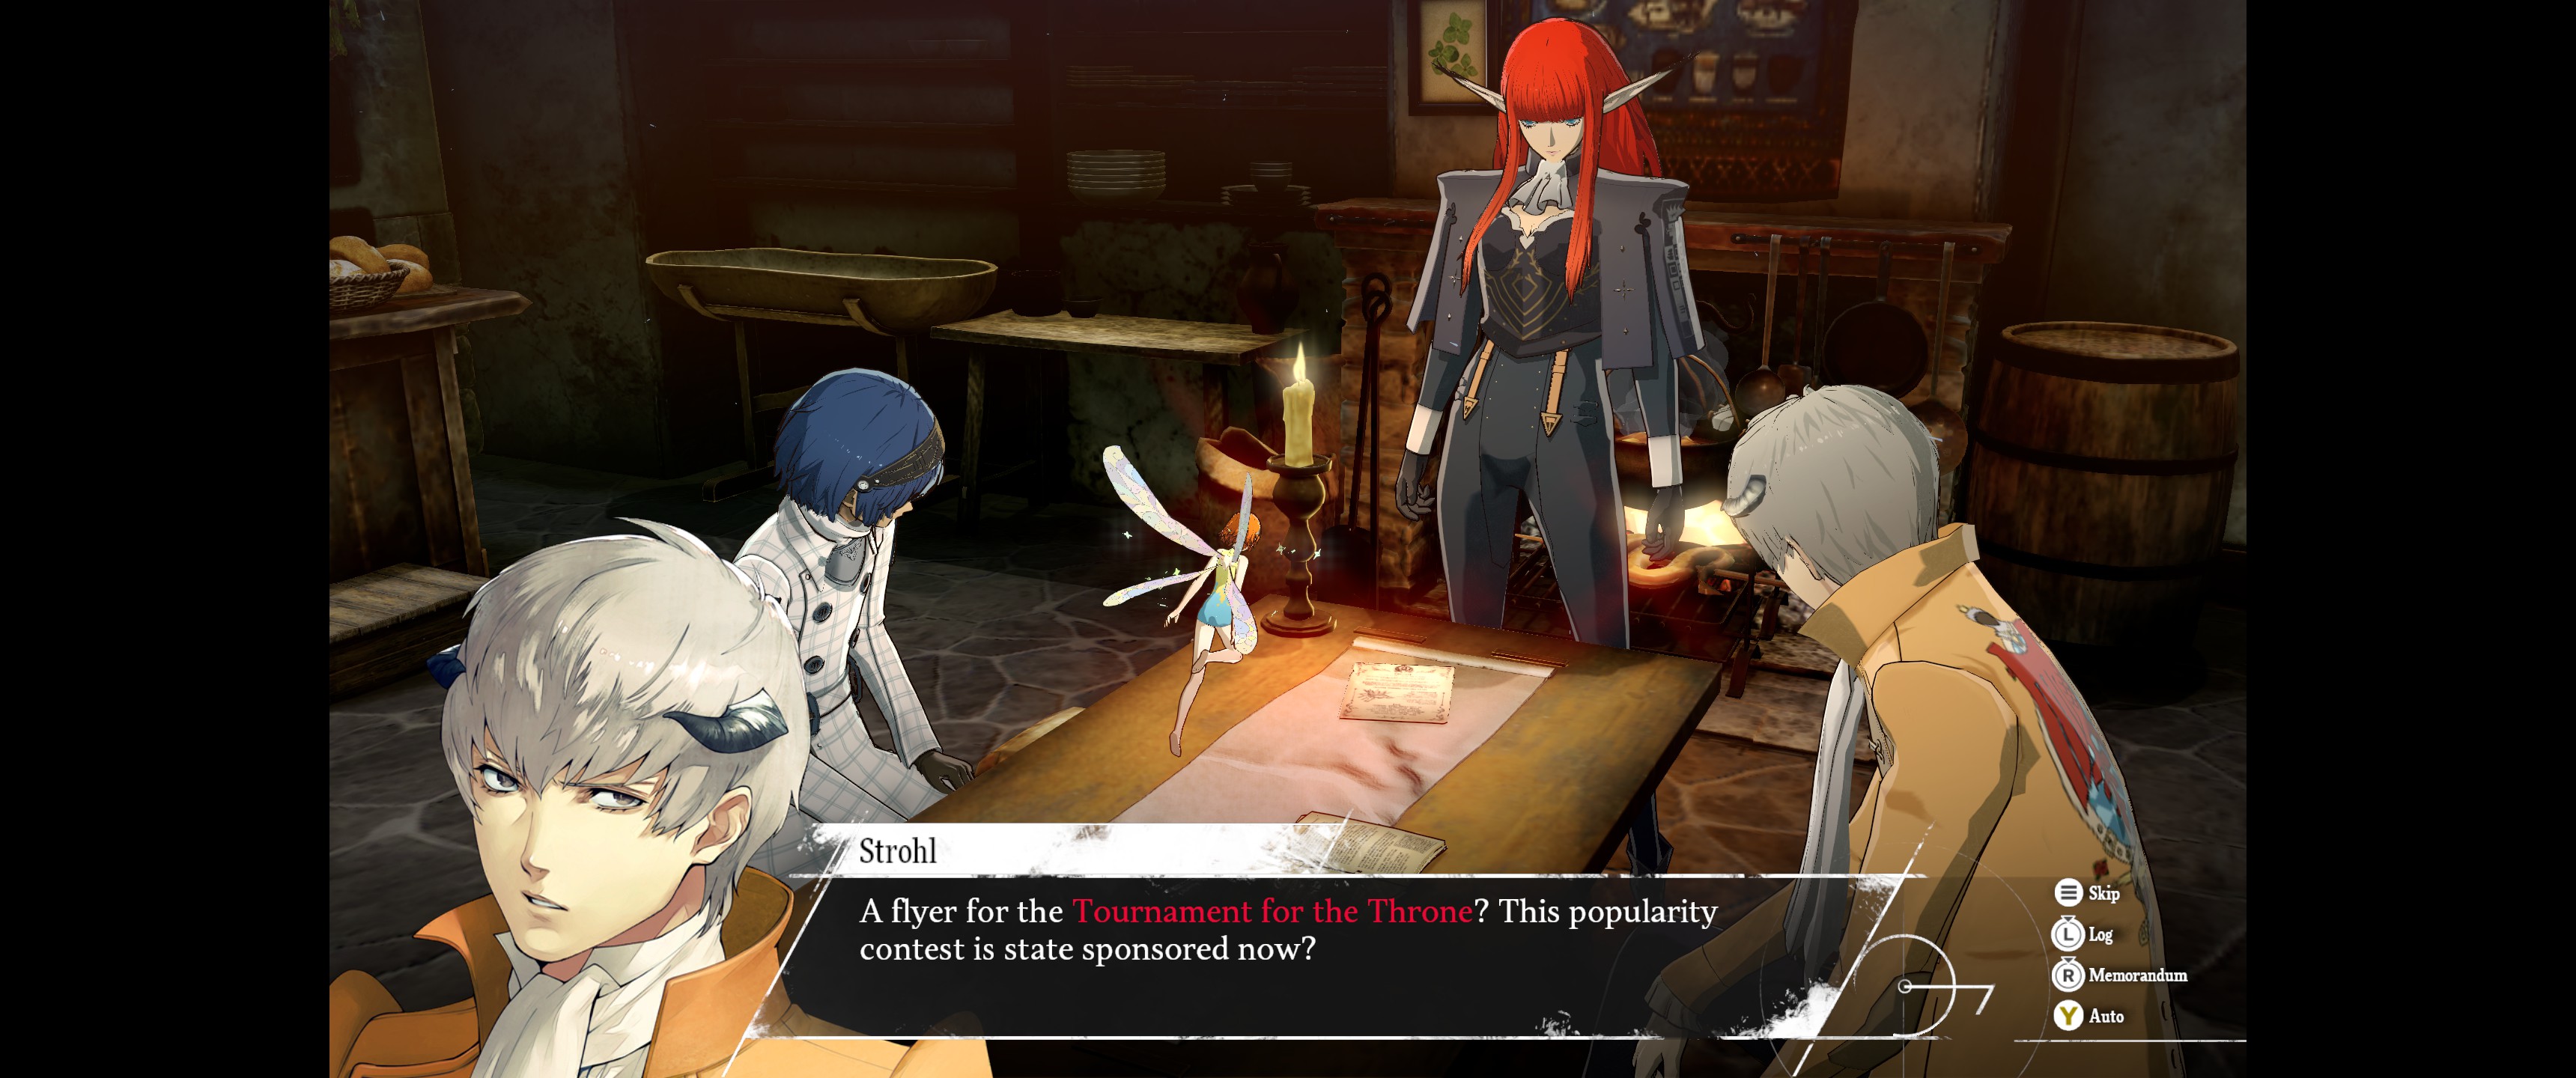 Strohl
A flyer for the Tournament for the Throne? This popularity
contest is state sponsored now?
Skip
L Log
R Memorandum
Y Auto